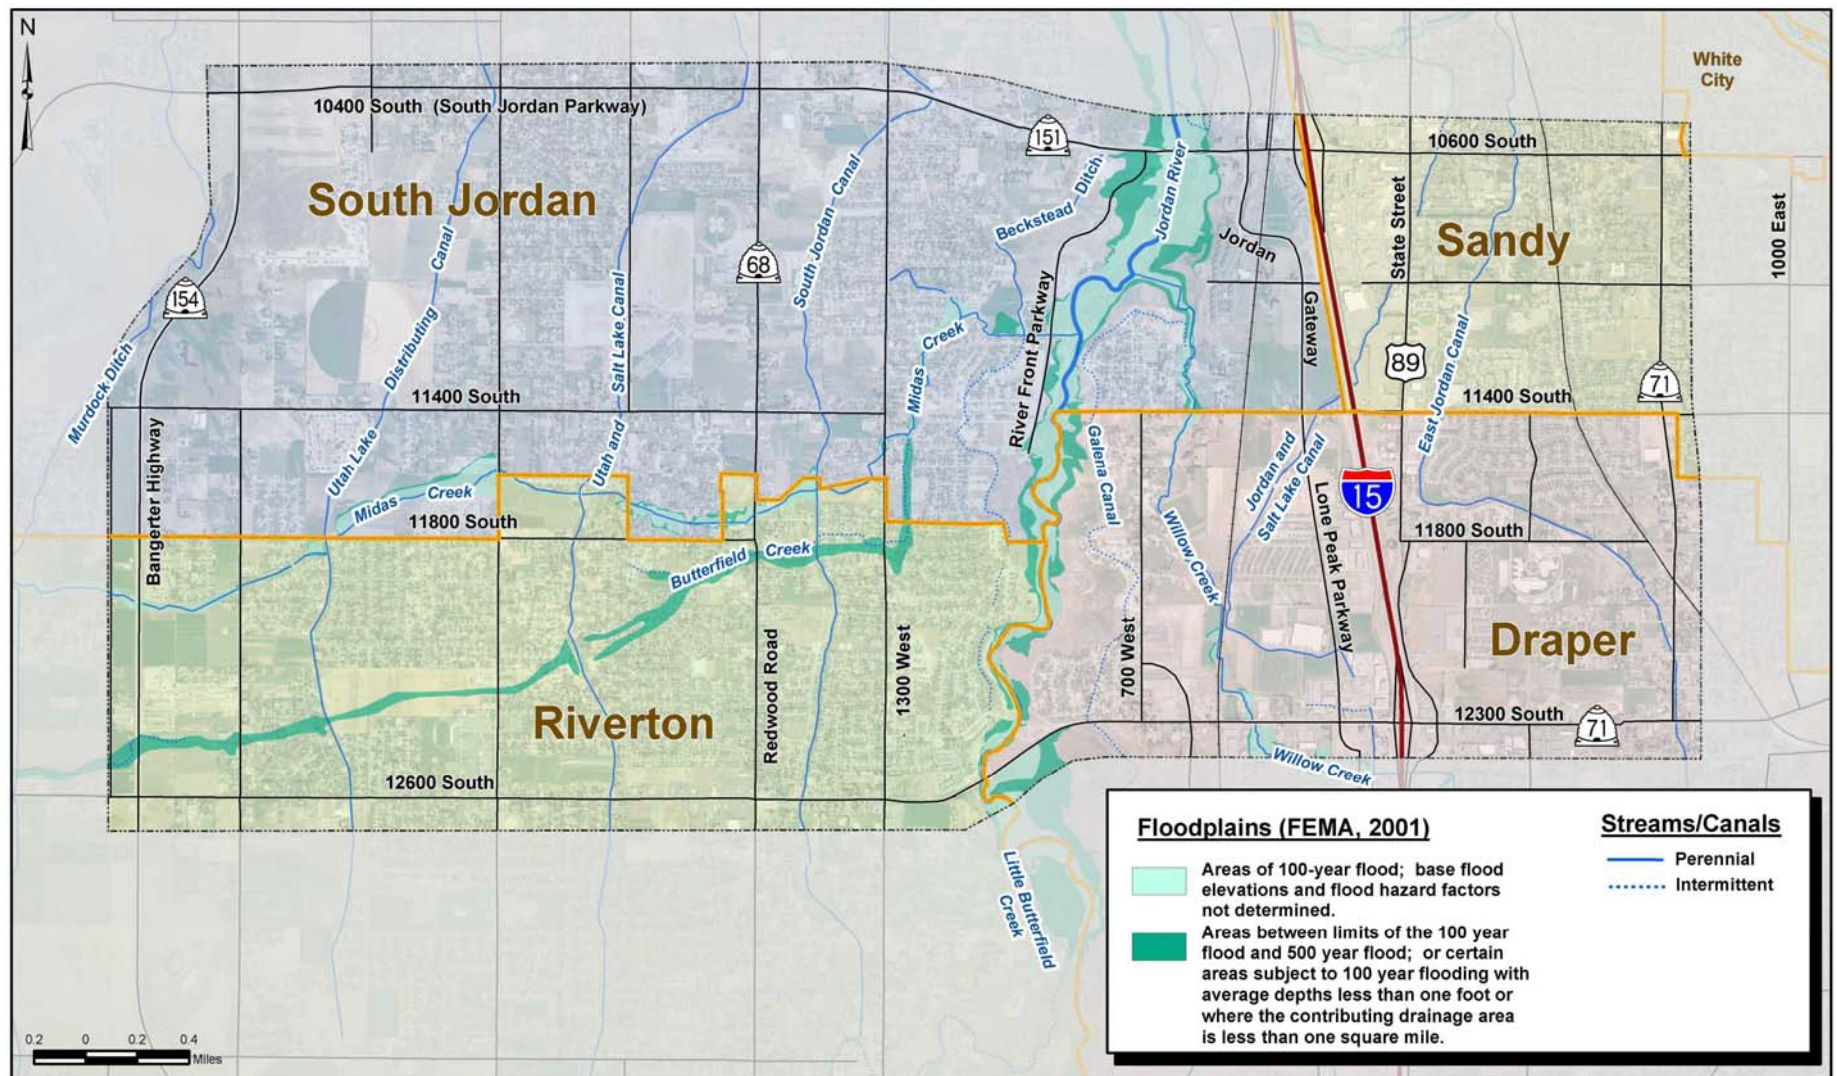 N
White
City
10400 South (South Jordan Parkway)
151
10600 South
South Jordan
Beckstead Ditch
Jordan River
State Street
Sandy
1000 East
Utah Lake Distributing Canal
Utah and Salt Lake Canal
68
South Jordan Canal
Jordan
Gateway
154
Murdock Ditch
Midas Creek
River Front Parkway
89
East Jordan Canal
71
11400 South
11400 South
Bangerter Highway
Midas Creek
11800 South
Galena Canal
Jordan and
Salt Lake Canal
15
Lone Peak Parkway
11800 South
Butterfield Creek
Willow Creek
Redwood Road
1300 West
700 West
Draper
Riverton
12300 South
71
12600 South
Willow Creek
Little Butterfield
Creek
Floodplains (FEMA, 2001)
Areas of 100-year flood; base flood
elevations and flood hazard factors
not determined.
Areas between limits of the 100 year
flood and 500 year flood; or certain
areas subject to 100 year flooding with
average depths less than one foot or
where the contributing drainage area
is less than one square mile.
Streams/Canals
Perennial
Intermittent
0.2 0 0.2 0.4
Miles